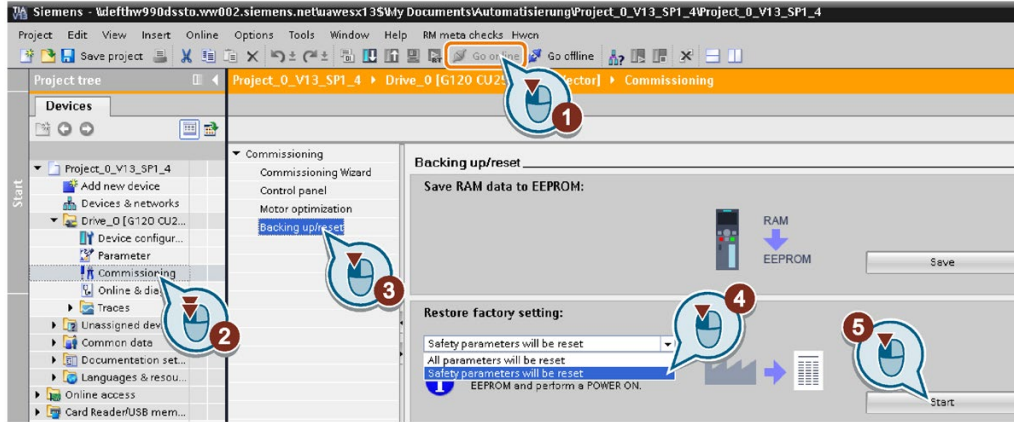 Siemens - \\defthw990dssto.ww002.siemens.net\uawesx13$\My Documents\Automatisierung\Project_0_V13_SP1_4\Project_0_V13_SP1_4
Project Edit View Insert Online Options Tools Window Help RM meta checks Hwcn
Save project Go online Go offline
Project tree
Project_0_V13_SP1_4 Drive_0 [G120 CU25 ector] Commissioning
Devices
1
Start
Project_0_V13_SP1_4
Add new device
Devices & networks
Drive_0 [G120 CU2...
Device configur...
Parameter
Commissioning
Online & dia
Traces
Unassigned dev
Common data
Documentation set...
Languages & resou...
Online access
Card Reader/USB mem...
2
Commissioning
Commissioning Wizard
Control panel
Motor optimization
Backing up/reset
3
Backing up/reset
Save RAM data to EEPROM:
RAM
EEPROM
Save
Restore factory setting:
4
5
Safety parameters will be reset
All parameters will be reset
Safety parameters will be reset
EEPROM and perform a POWER ON.
Start